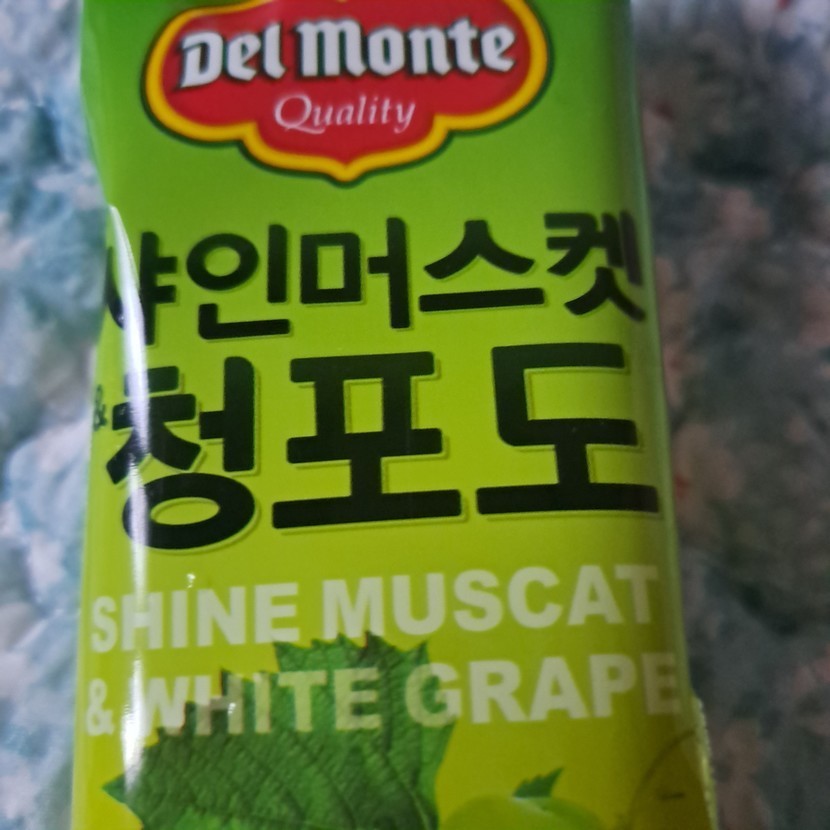 Del Monte
Quality
샤인머스켓
&청포도
SHINE MUSCAT
& WHITE GRAPE